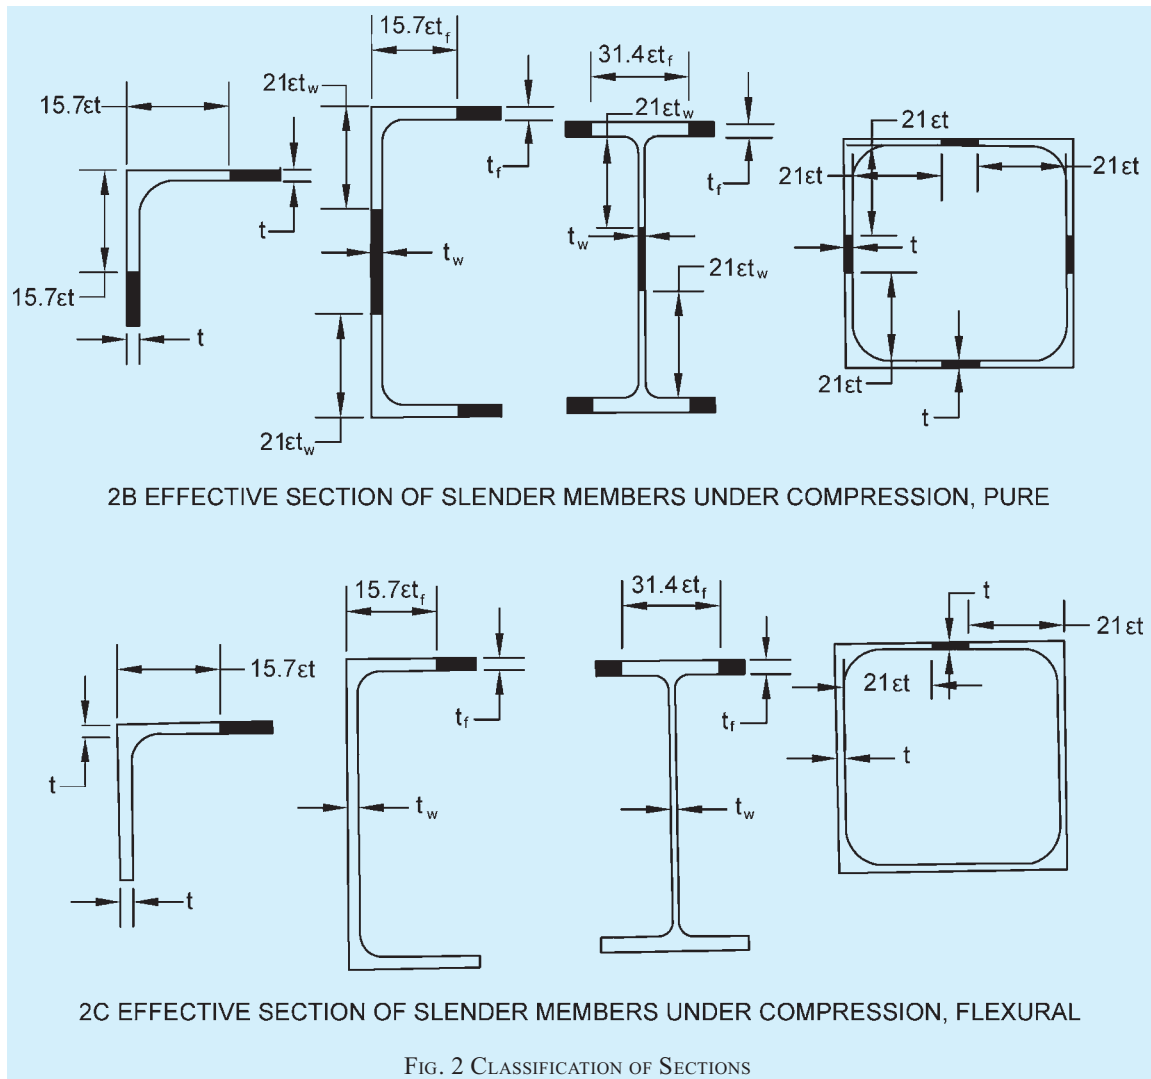 15.7εt
15.7εt
t
t
15.7εtf
21εtw
tf
tw
21εtw
31.4εtf
21εtw
tf
tw
21εtw
21εt
21εt
21εt
t
21εt
t
2B EFFECTIVE SECTION OF SLENDER MEMBERS UNDER COMPRESSION, PURE
15.7εt
t
t
15.7εtf
tf
tw
31.4 εtf
tf
tw
t
21εt
21εt
t
2C EFFECTIVE SECTION OF SLENDER MEMBERS UNDER COMPRESSION, FLEXURAL
FIG. 2 CLASSIFICATION OF SECTIONS